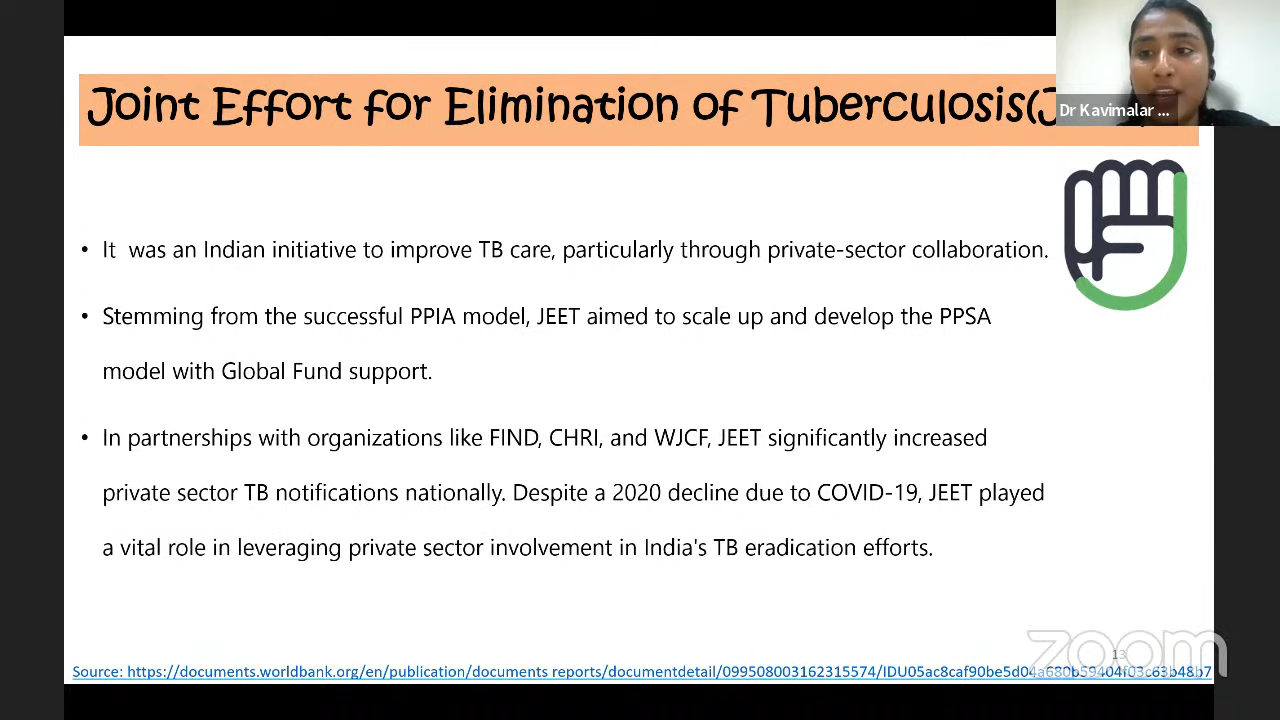 Joint Effort for Elimination of Tuberculosis(J
Dr Kavimalar ...
• It was an Indian initiative to improve TB care, particularly through private-sector collaboration.
• Stemming from the successful PPIA model, JEET aimed to scale up and develop the PPSA
model with Global Fund support.
• In partnerships with organizations like FIND, CHRI, and WJCF, JEET significantly increased
private sector TB notifications nationally. Despite a 2020 decline due to COVID-19, JEET played
a vital role in leveraging private sector involvement in India's TB eradication efforts.
zoom
13
Source: https://documents.worldbank.org/en/publication/documents reports/documentdetail/099508003162315574/IDU05ac8caf90be5d04a680b59404f03c63b48b7